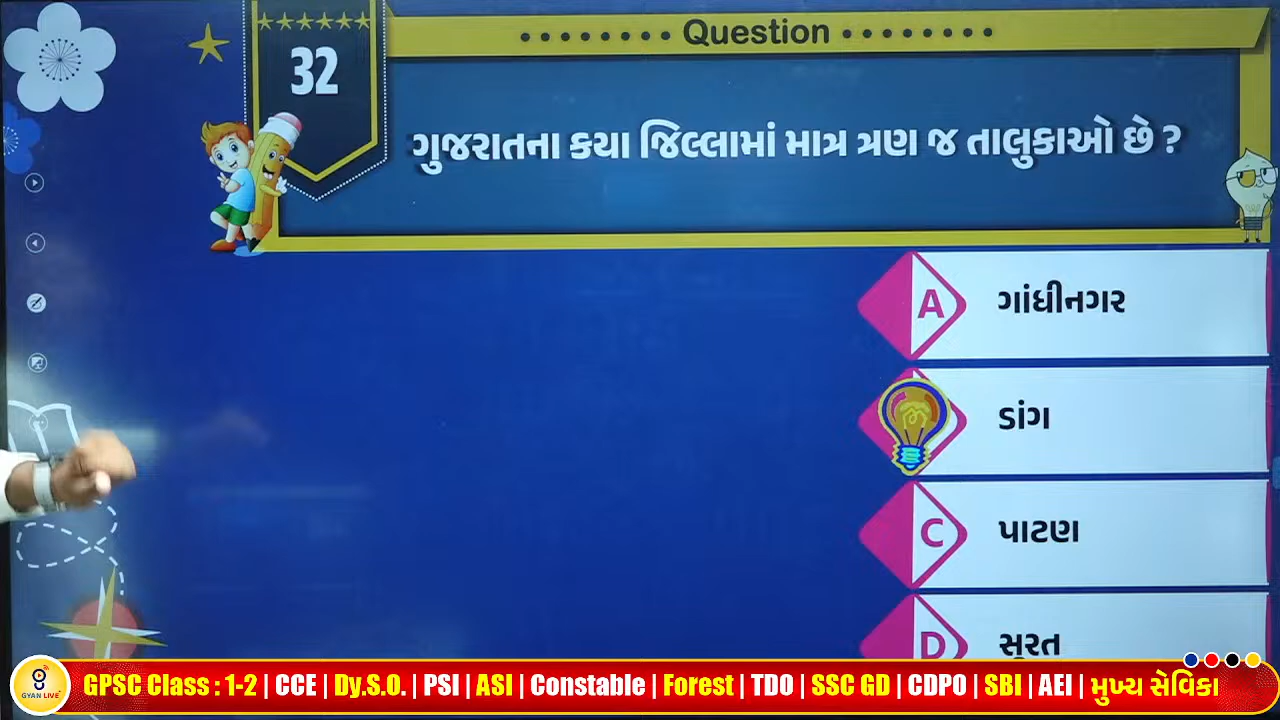 Question
32
ગુજરાતના કયા જિલ્લામાં માત્ર ત્રણ જ તાલુકાઓ છે ?
A ગાંધીનગર
ડાંગ
C પાટણ
D સુરત
GYAN LIVE
GPSC Class : 1-2 | CCE | Dy.S.O. | PSI | ASI | Constable | Forest | TDO | SSC GD | CDPO | SBI | AEI | મુખ્ય સેવિકા